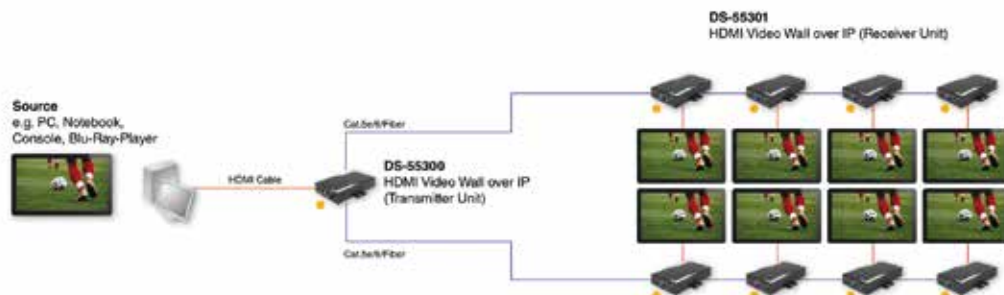 DS-55301
HDMI Video Wall over IP (Receiver Unit)
Source
e.g. PC, Notebook,
Console, Blu-Ray-Player
Cat.5e/6/Fiber
HDMI Cable
DS-55300
HDMI Video Wall over IP
(Transmitter Unit)
Cat.5e/6/Fiber